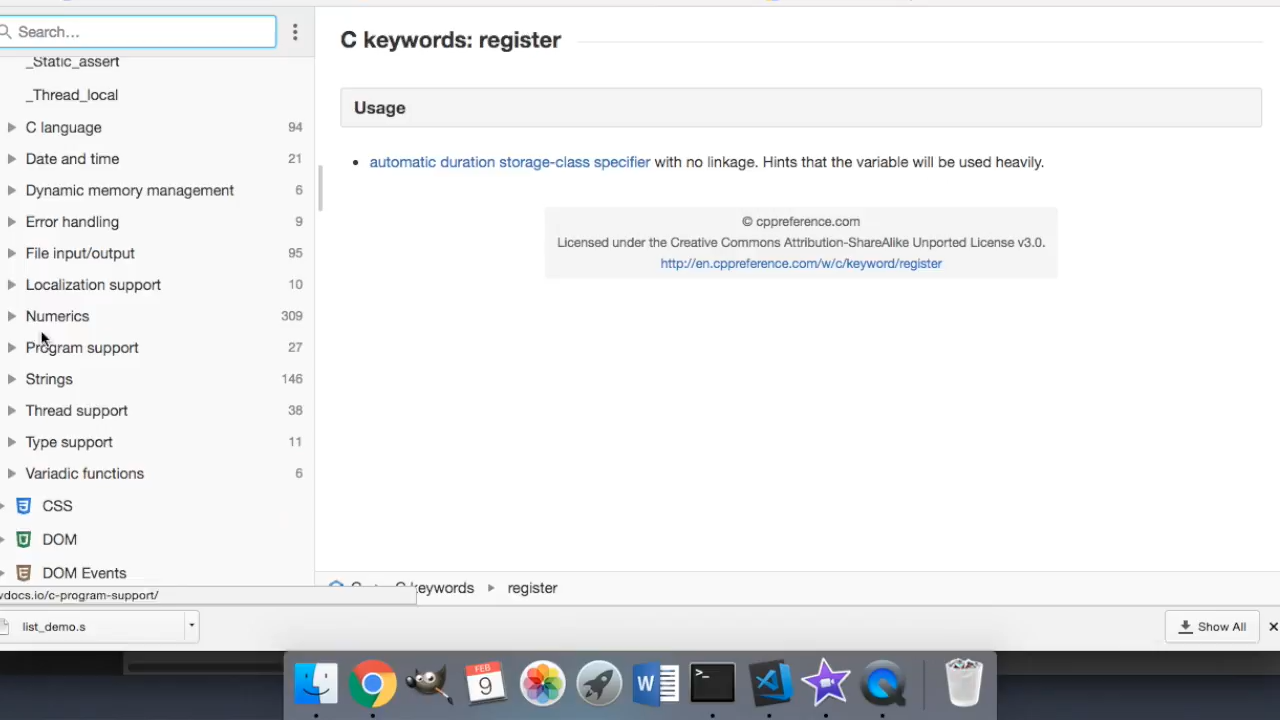 Search...
C keywords: register
_Static_assert
_Thread_local
C language 94
Date and time 21
Dynamic memory management 6
Error handling 9
File input/output 95
Localization support 10
Numerics 309
Program support 27
Strings 146
Thread support 38
Type support 11
Variadic functions 6
CSS
DOM
DOM Events
Usage
automatic duration storage-class specifier with no linkage. Hints that the variable will be used heavily.
© cppreference.com
Licensed under the Creative Commons Attribution-ShareAlike Unported License v3.0.
http://en.cppreference.com/w/c/keyword/register
keywords register
vdocs.io/c-program-support/
list_demo.s
Show All
FEB
9
W
>_